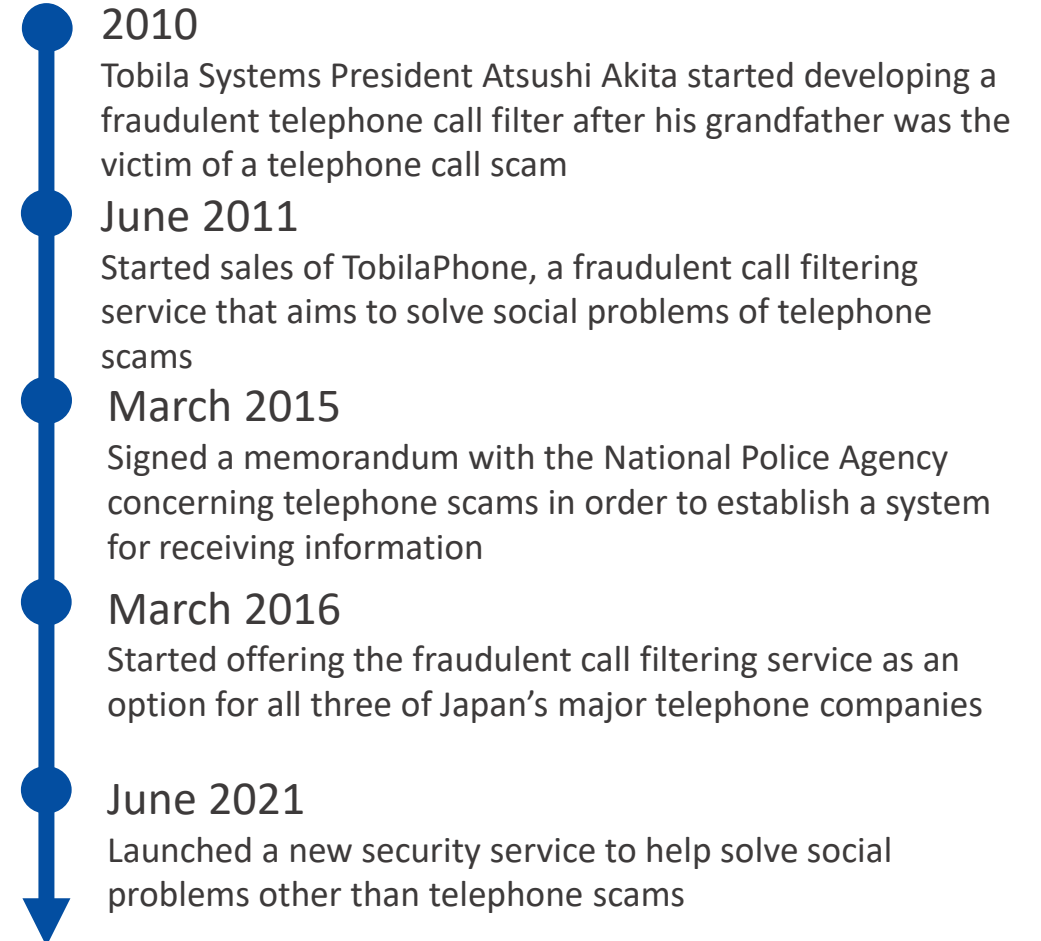 2010
Tobila Systems President Atsushi Akita started developing a
fraudulent telephone call filter after his grandfather was the
victim of a telephone call scam
June 2011
Started sales of TobilaPhone, a fraudulent call filtering
service that aims to solve social problems of telephone
scams
March 2015
Signed a memorandum with the National Police Agency
concerning telephone scams in order to establish a system
for receiving information
March 2016
Started offering the fraudulent call filtering service as an
option for all three of Japan’s major telephone companies
June 2021
Launched a new security service to help solve social
problems other than telephone scams